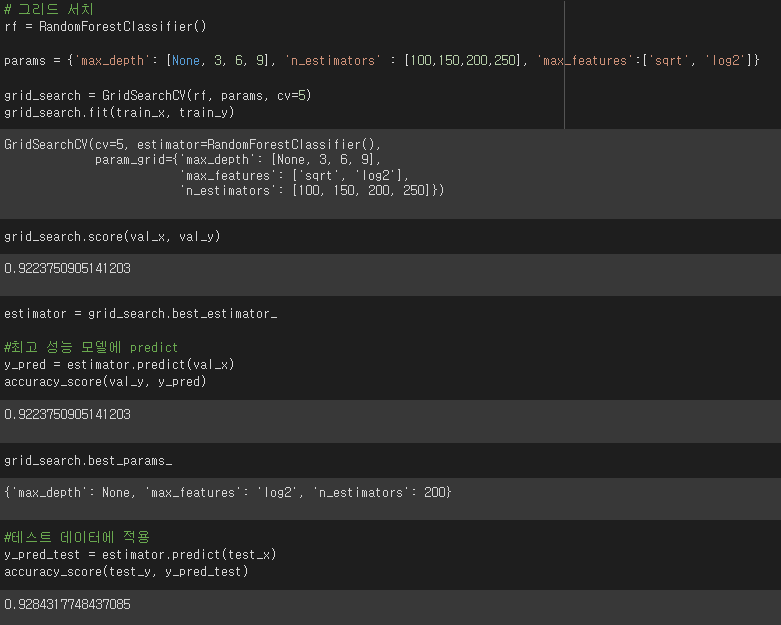 # 그리드 서치
rf = RandomForestClassifier()
params = {'max_depth': [None, 3, 6, 9], 'n_estimators' : [100,150,200,250], 'max_features':['sqrt', 'log2']}
grid_search = GridSearchCV(rf, params, cv=5)
grid_search.fit(train_x, train_y)
GridSearchCV(cv=5, estimator=RandomForestClassifier(),
param_grid={'max_depth': [None, 3, 6, 9],
'max_features': ['sqrt', 'log2'],
'n_estimators': [100, 150, 200, 250]})
grid_search.score(val_x, val_y)
0.9223750905141203
estimator = grid_search.best_estimator_
#최고 성능 모델에 predict
y_pred = estimator.predict(val_x)
accuracy_score(val_y, y_pred)
0.9223750905141203
grid_search.best_params_
{'max_depth': None, 'max_features': 'log2', 'n_estimators': 200}
#테스트 데이터에 적용
y_pred_test = estimator.predict(test_x)
accuracy_score(test_y, y_pred_test)
0.9284317748437085